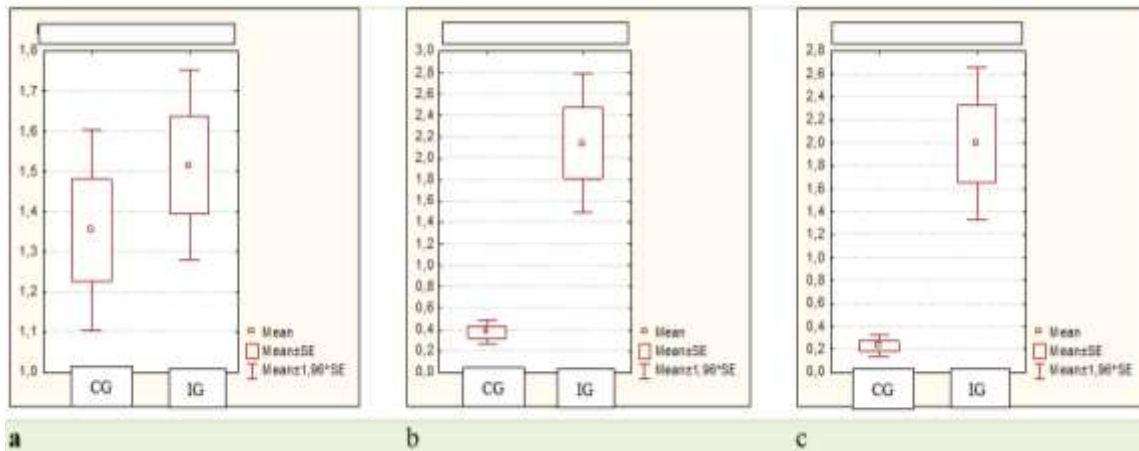 1,8
1,7
1,6
1,5
1,4
1,3
1,2
1,1
1,0
CG
IG
Mean
Mean±SE
Mean±1,96*SE
a
3,0
2,8
2,6
2,4
2,2
2,0
1,8
1,6
1,4
1,2
1,0
0,8
0,6
0,4
0,2
0,0
CG
IG
Mean
Mean±SE
Mean±1,96*SE
b
2,8
2,6
2,4
2,2
2,0
1,8
1,6
1,4
1,2
1,0
0,8
0,6
0,4
0,2
0,0
CG
IG
Mean
Mean±SE
Mean±1,96*SE
c